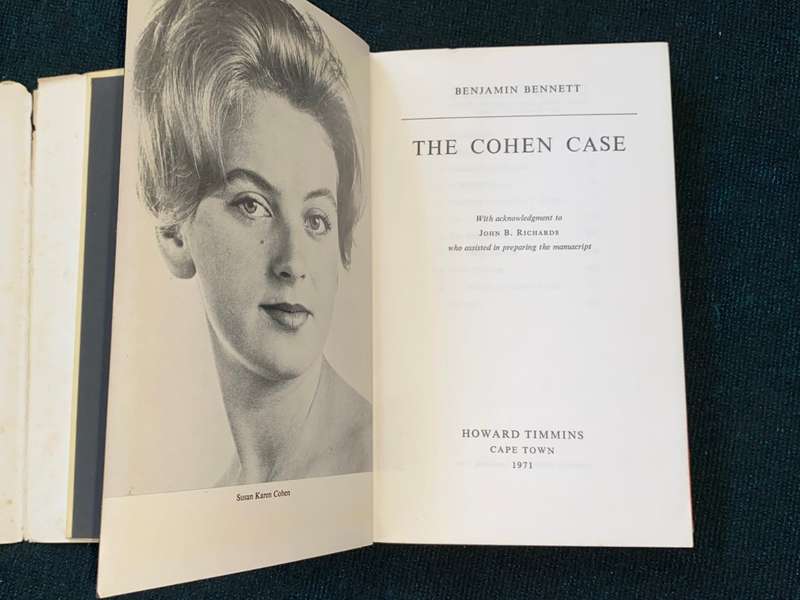 Susan Karen Cohen
BENJAMIN BENNETT
THE COHEN CASE
With acknowledgment to
JOHN B. RICHARDS
who assisted in preparing the manuscript
HOWARD TIMMINS
CAPE TOWN
1971